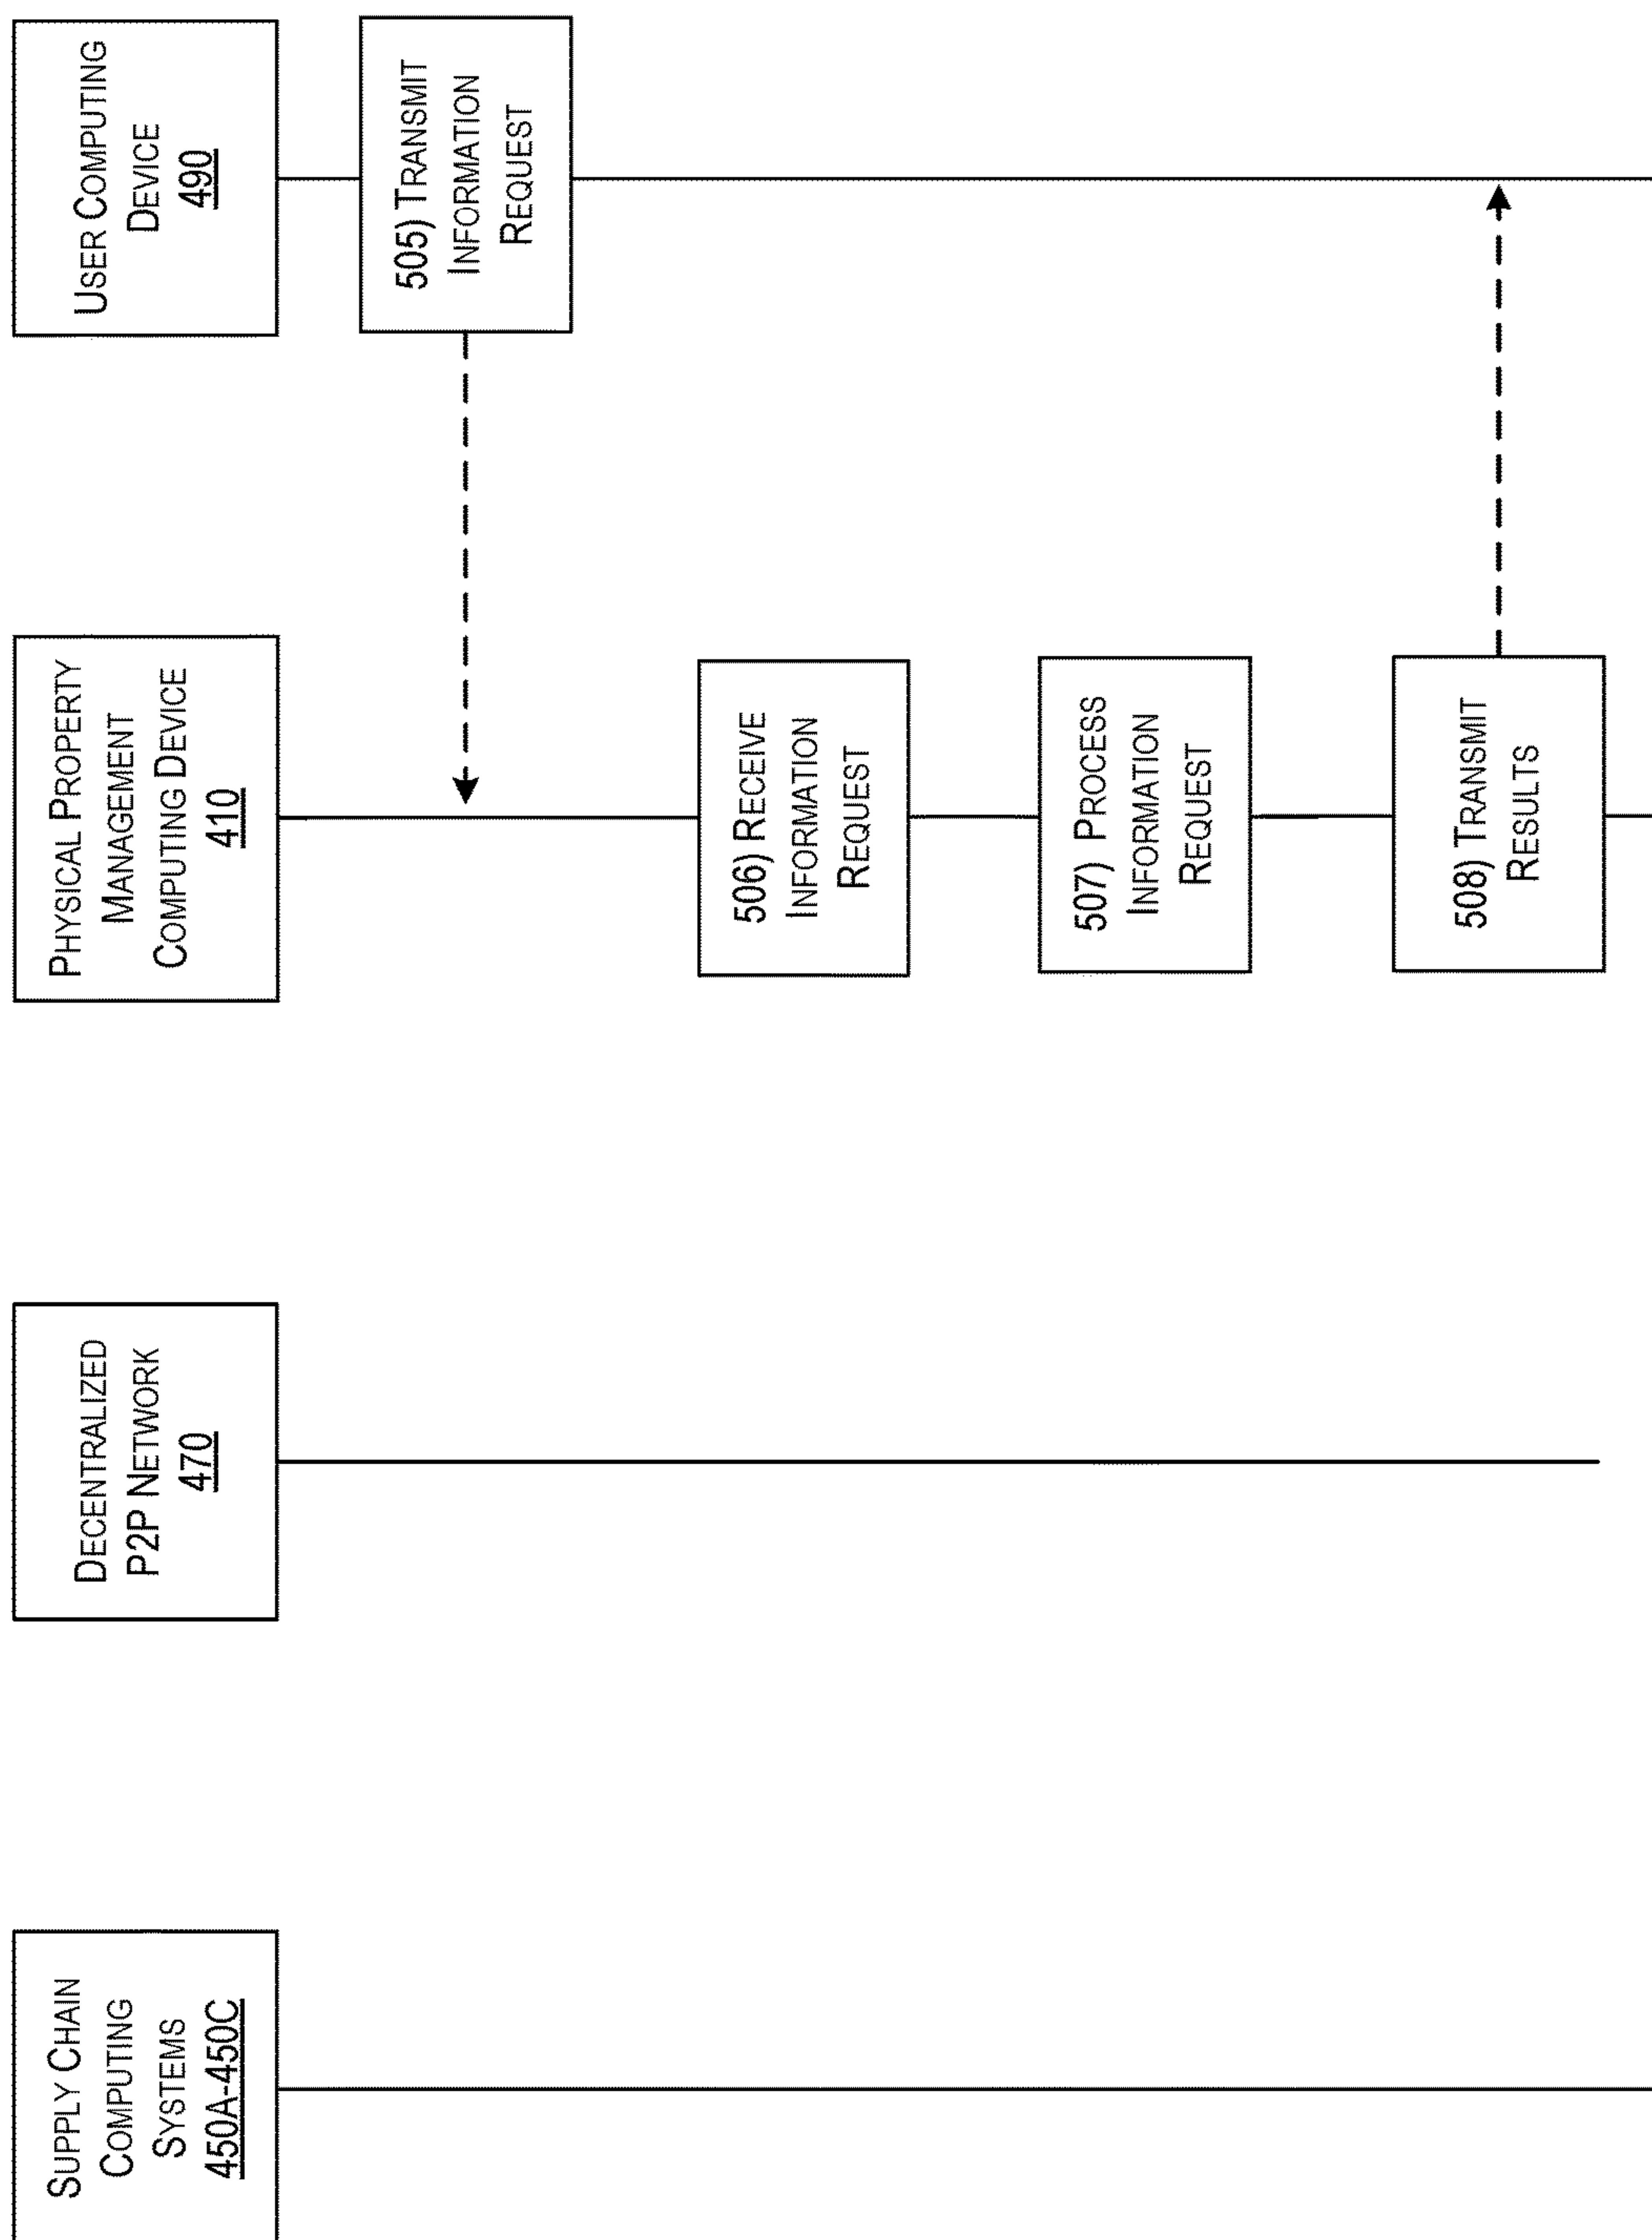 SUPPLY CHAIN
COMPUTING
SYSTEMS
450A-450C
DECENTRALIZED
P2P NETWORK
470
PHYSICAL PROPERTY
MANAGEMENT
COMPUTING DEVICE
410
USER COMPUTING
DEVICE
490
505) TRANSMIT
INFORMATION
REQUEST
506) RECEIVE
INFORMATION
REQUEST
507) PROCESS
INFORMATION
REQUEST
508) TRANSMIT
RESULTS